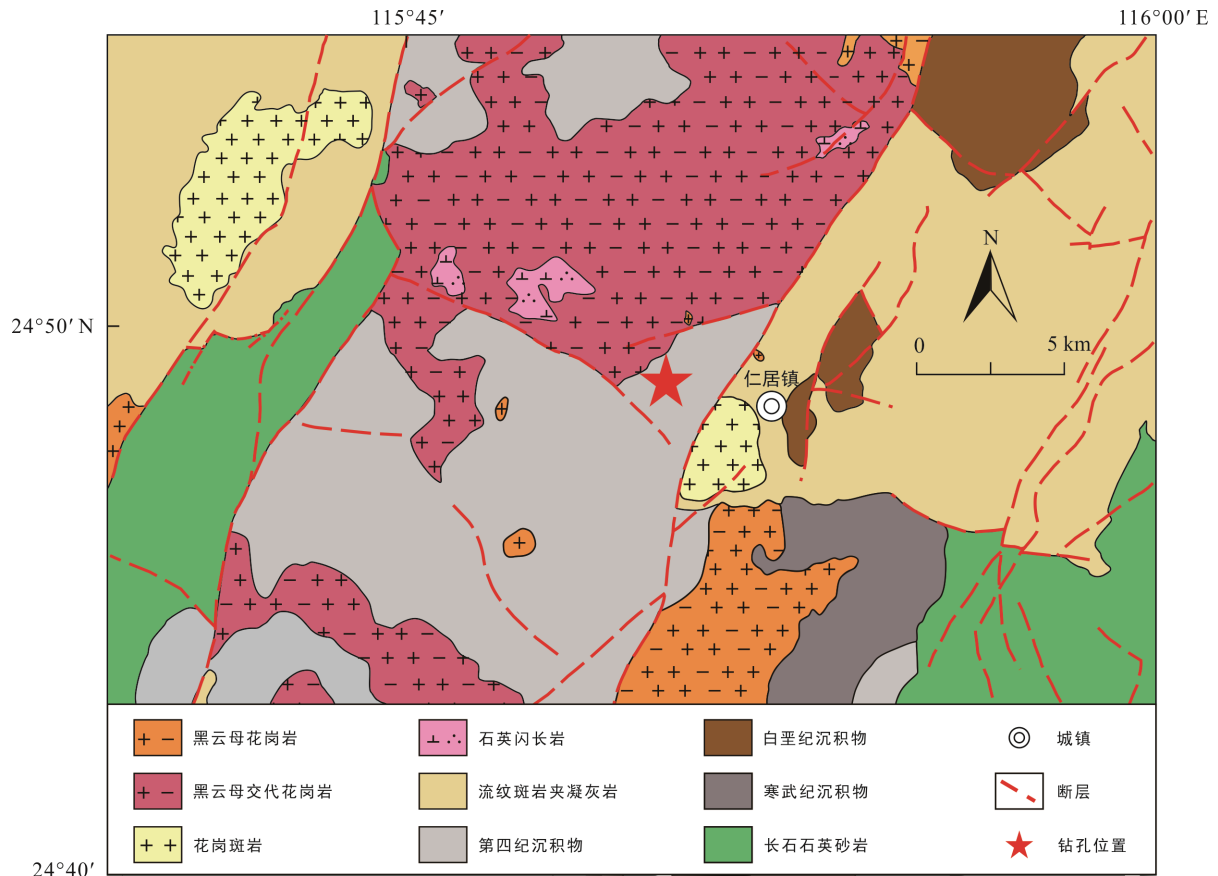 115°45′
116°00′ E
N
24°50′ N
0
5 km
仁居镇
黑云母花岗岩
石英闪长岩
白垩纪沉积物
城镇
黑云母交代花岗岩
流纹斑岩夹凝灰岩
寒武纪沉积物
断层
花岗斑岩
第四纪沉积物
长石石英砂岩
钻孔位置
24°40′